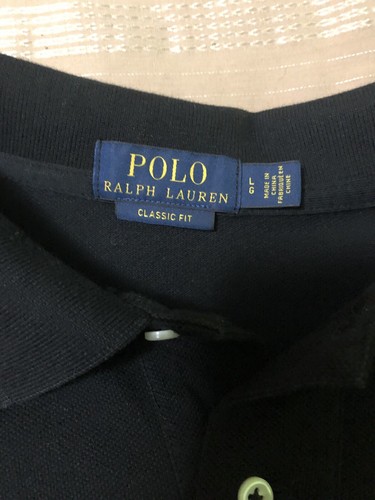 POLO
RALPH LAUREN
CLASSIC FIT
L
G
MADE IN
CHINA
FABRIQUÉ EN
CHINE